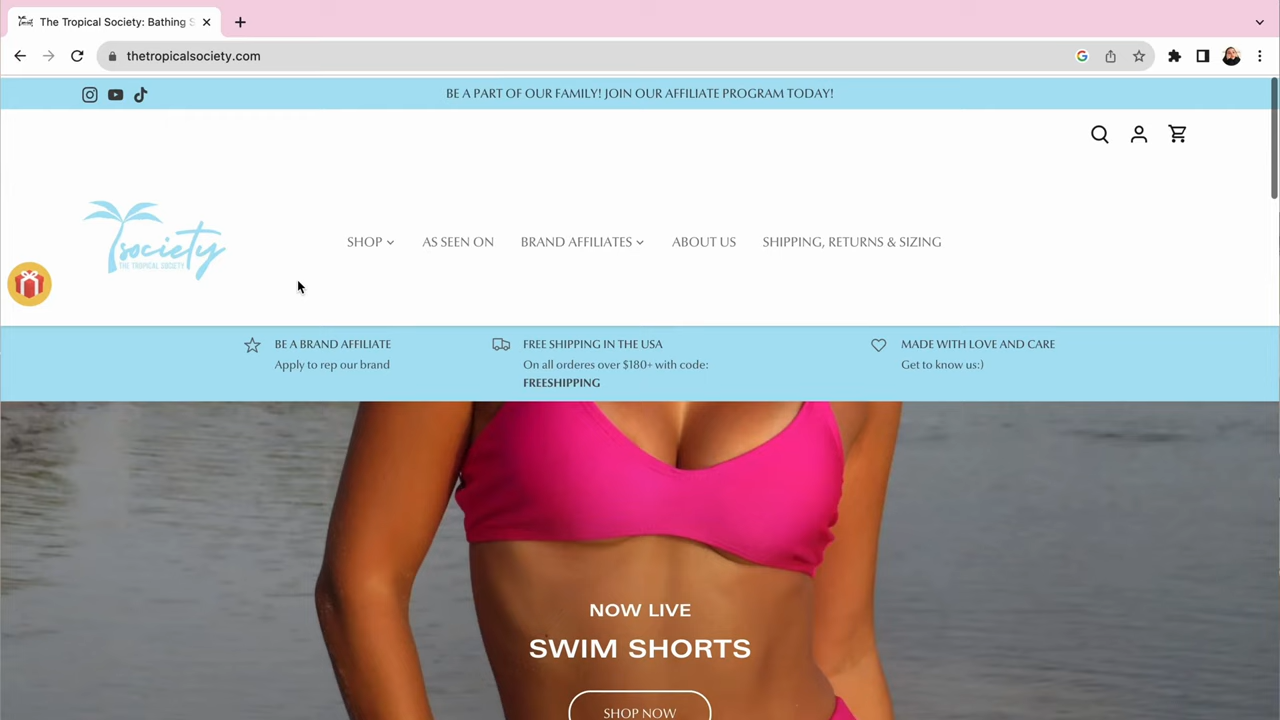 The Tropical Society: Bathing S
thetropicalsociety.com
BE A PART OF OUR FAMILY! JOIN OUR AFFILIATE PROGRAM TODAY!
society
THE TROPICAL SOCIETY
SHOP AS SEEN ON BRAND AFFILIATES ABOUT US SHIPPING, RETURNS & SIZING
BE A BRAND AFFILIATE
Apply to rep our brand
FREE SHIPPING IN THE USA
On all orderes over $180+ with code:
FREESHIPPING
MADE WITH LOVE AND CARE
Get to know us:)
NOW LIVE
SWIM SHORTS
SHOP NOW